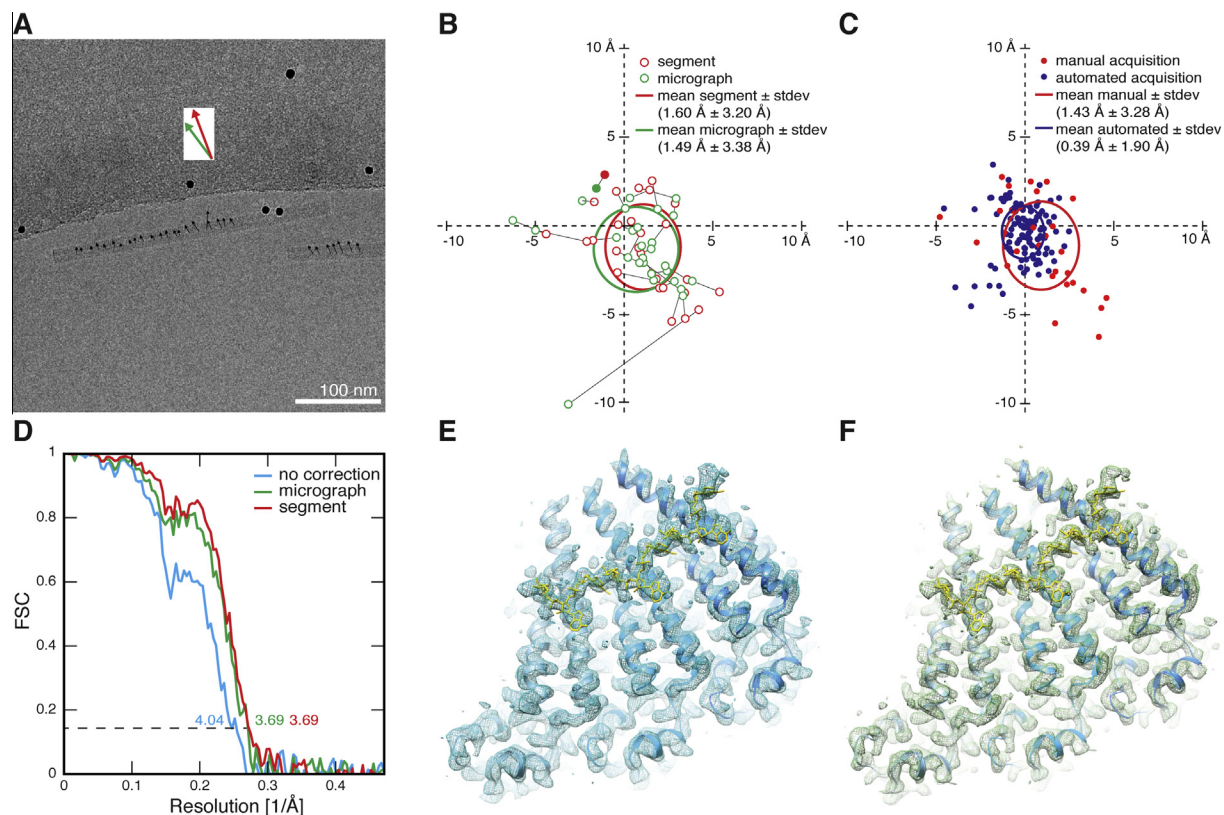 A
100 nm
B
10 Å
segment
micrograph
mean segment ± stdev
(1.60 Å ± 3.20 Å)
mean micrograph ± stdev
(1.49 Å ± 3.38 Å)
5
-10
-5
5
10 Å
-5
-10
C
10 Å
manual acquisition
automated acquisition
mean manual ± stdev
(1.43 Å ± 3.28 Å)
mean automated ± stdev
(0.39 Å ± 1.90 Å)
5
-10
-5
5
10 Å
-5
-10
D
1
0.8
0.6
0.4
0.2
0
FSC
no correction
micrograph
segment
4.04
3.69
3.69
0
0.1
0.2
0.3
0.4
Resolution [1/Å]
E
F